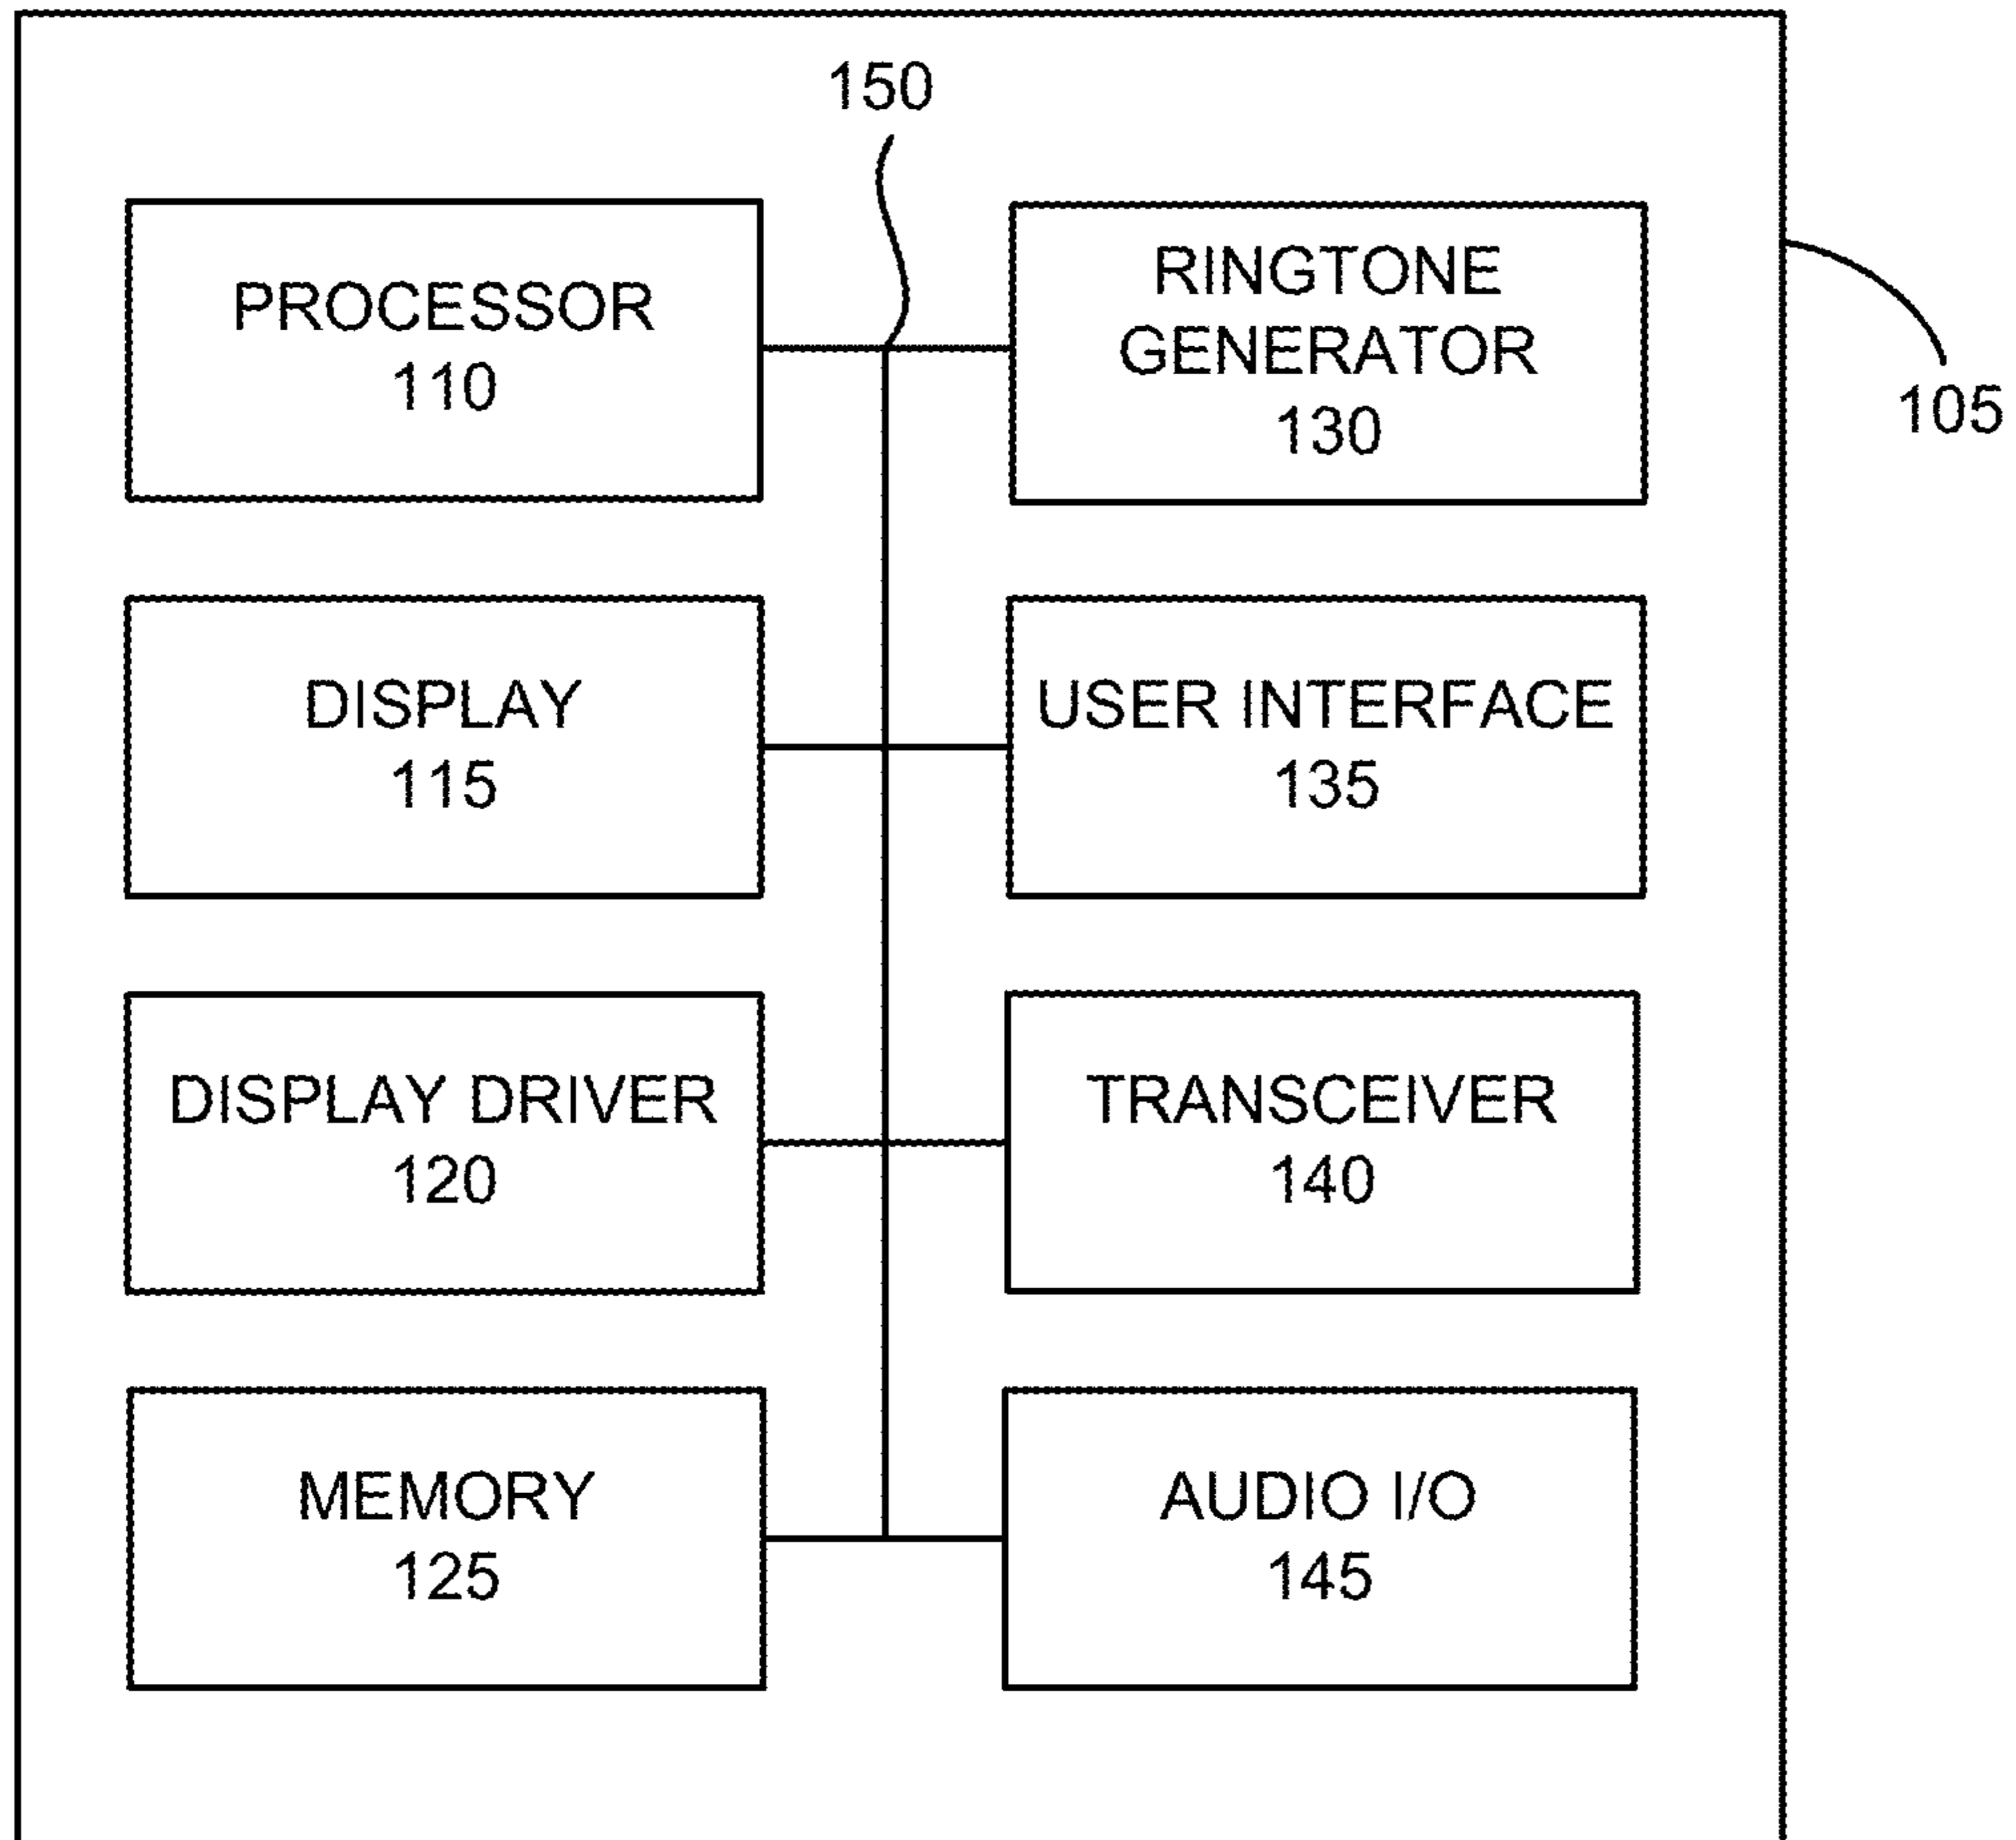 150
PROCESSOR
110
RINGTONE
GENERATOR
130
105
DISPLAY
115
USER INTERFACE
135
DISPLAY DRIVER
120
TRANSCEIVER
140
MEMORY
125
AUDIO I/O
145